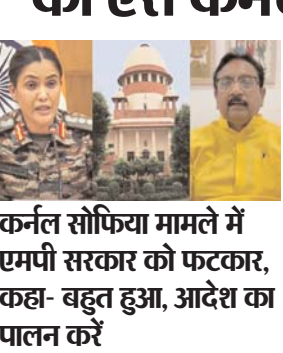 कर्नल सोफिया मामले में
एमपी सरकार को फटकार,
कहा- बहुत हुआ, आदेश का
पालन करें